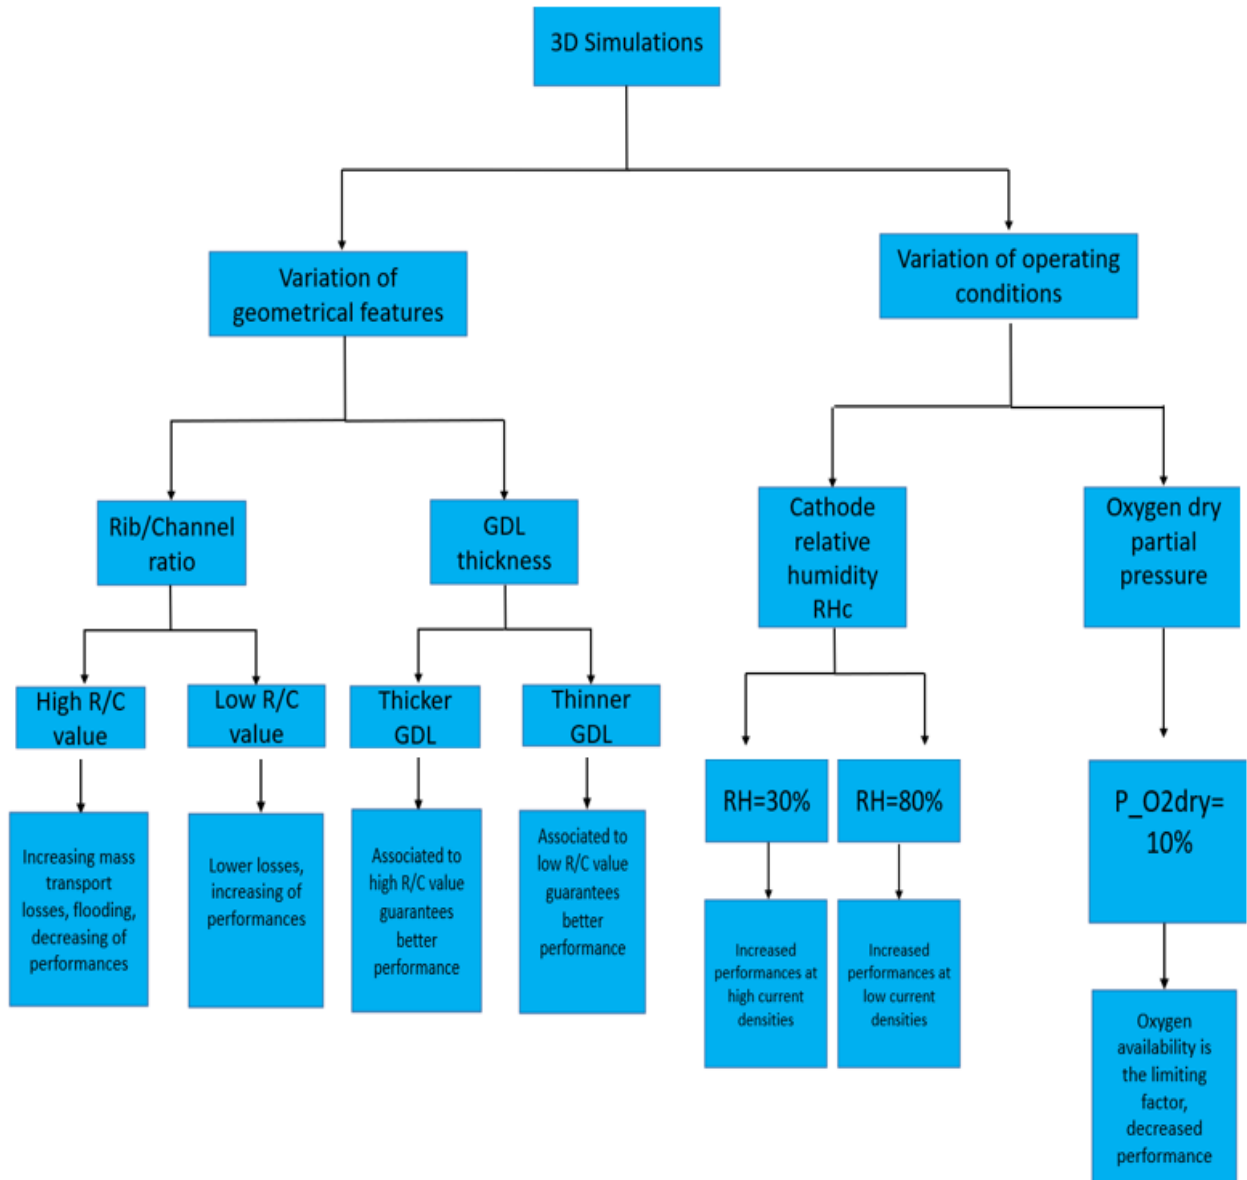 3D Simulations
Variation of
geometrical features
Variation of operating
conditions
Rib/Channel
ratio
GDL
thickness
Cathode
relative
humidity
RHc
Oxygen dry
partial
pressure
High R/C
value
Low R/C
value
Thicker
GDL
Thinner
GDL
RH=30%
RH=80%
P_O2dry=
10%
Increasing mass
transport
losses, flooding,
decreasing of
performances
Lower losses,
increasing of
performances
Associated to
high R/C value
guarantees
better
performance
Associated to
low R/C value
guarantees
better
performance
Increased
performances at
high current
densities
Increased
performances at
low current
densities
Oxygen
availability is
the limiting
factor,
decreased
performance